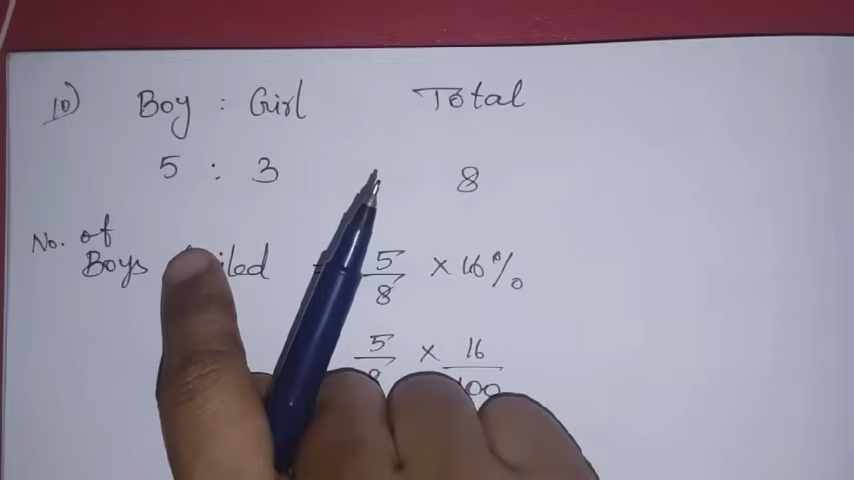 10) Boy : Girl Total
5 : 3 8
No. of
Boys = 5/8 × 16%
5/8 × 16/100